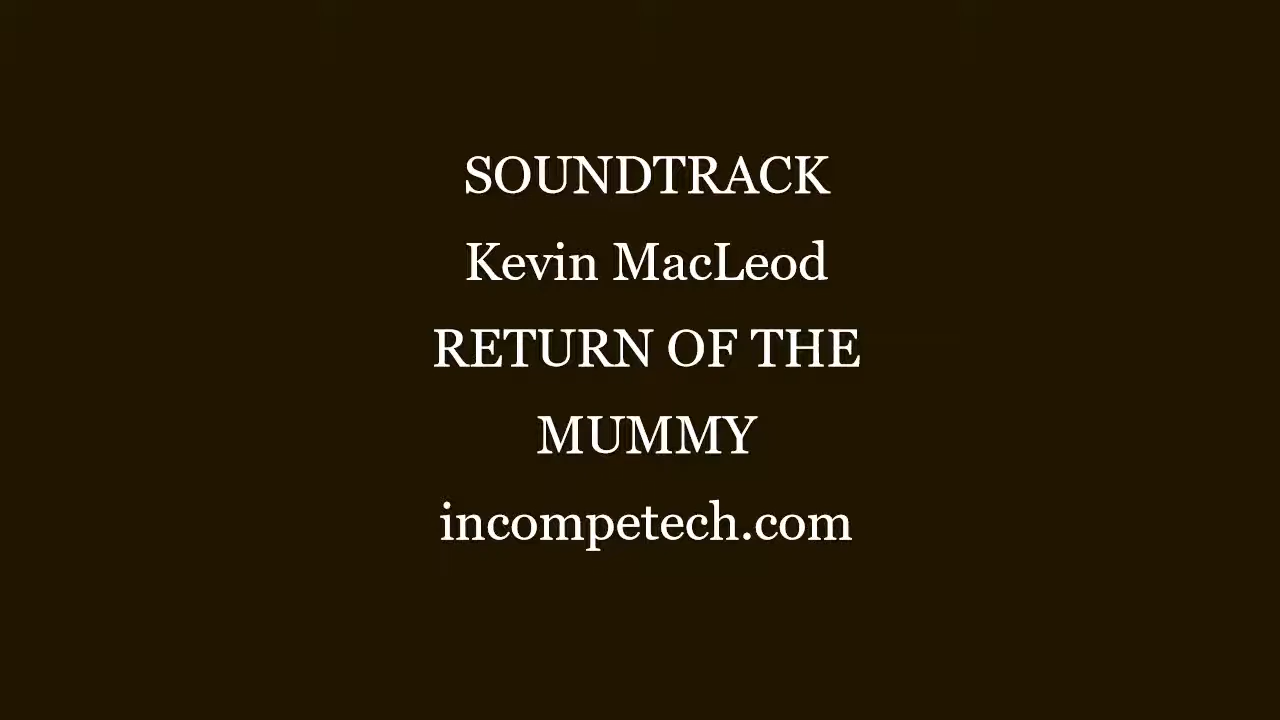 SOUNDTRACK
Kevin MacLeod
RETURN OF THE
MUMMY
incompetech.com